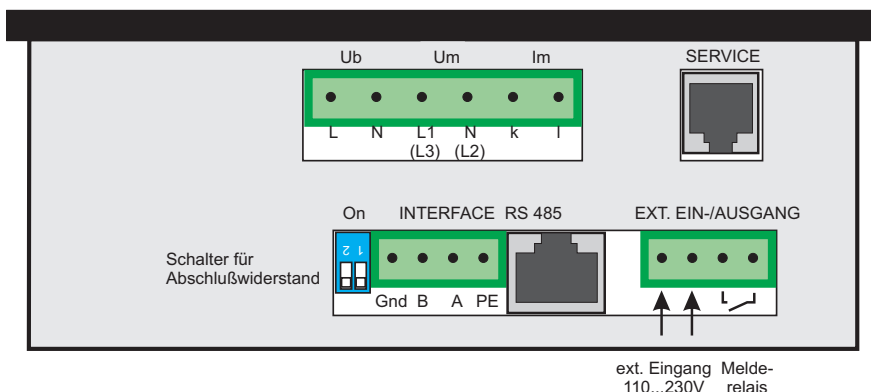 Ub Um Im SERVICE
L N L1 N k l
(L3) (L2)
On INTERFACE RS 485 EXT. EIN-/AUSGANG
2 1
Schalter für
Abschlußwiderstand
Gnd B A PE
ext. Eingang Melde-
110...230V relais